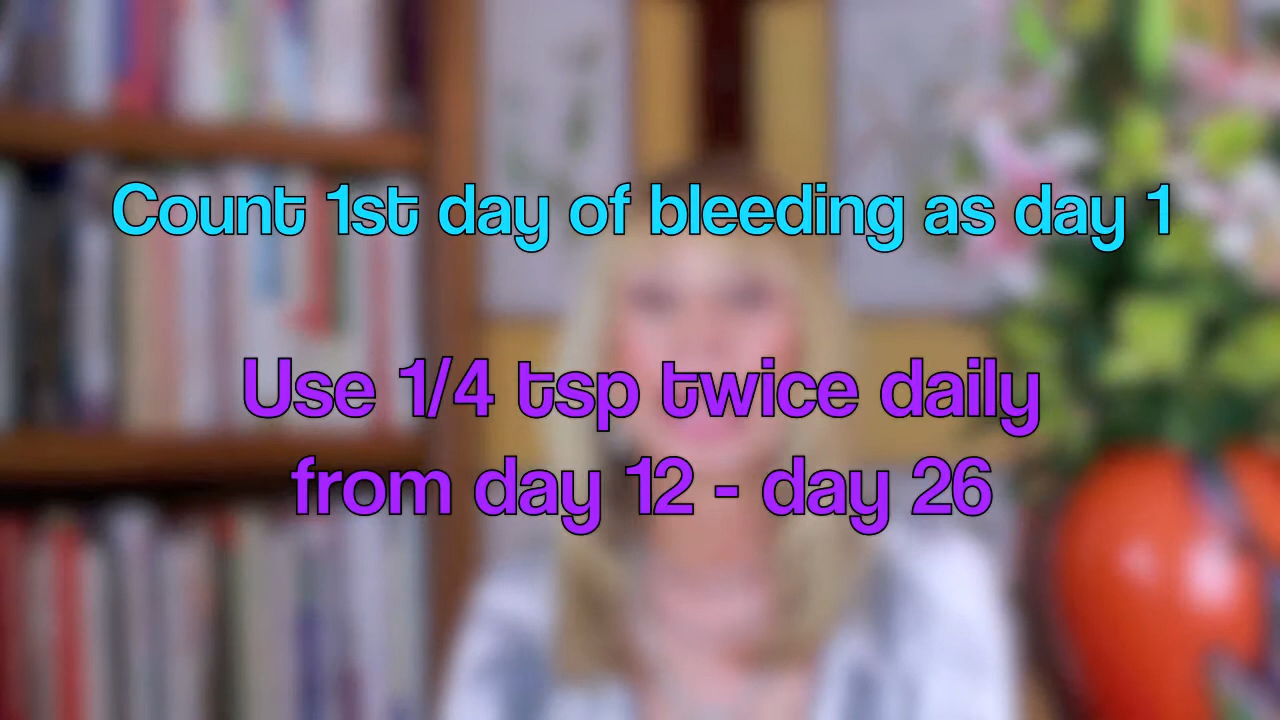 Count 1st day of bleeding as day 1
Use 1/4 tsp twice daily
from day 12 - day 26